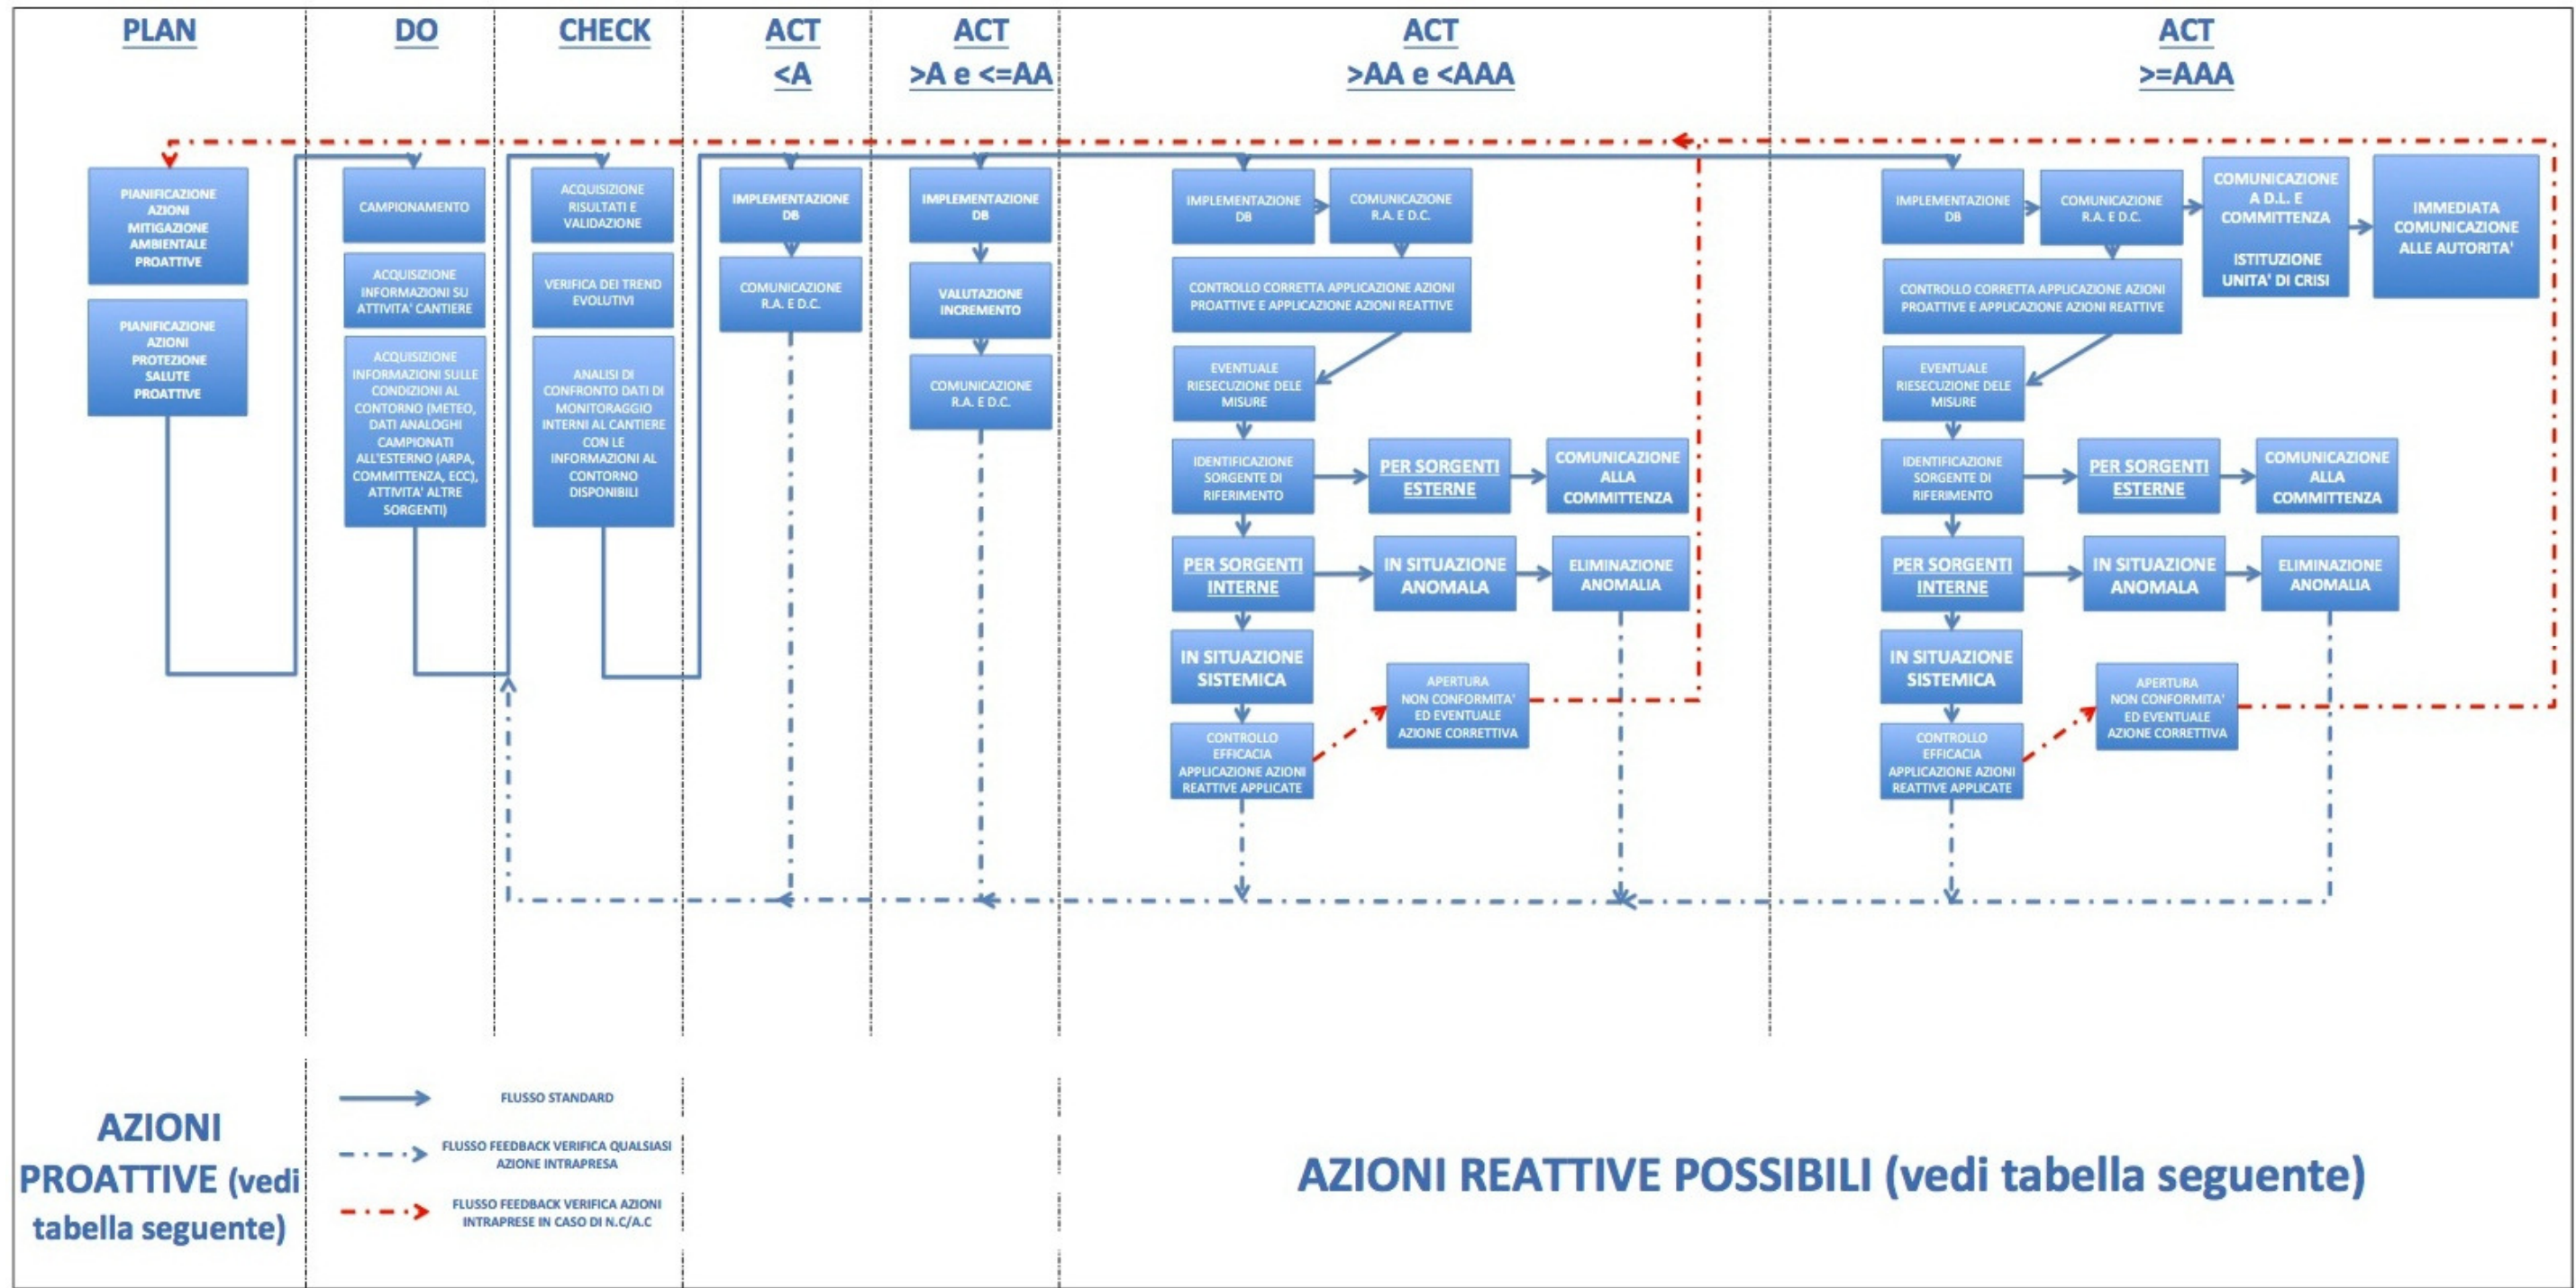 PLAN
DO
CHECK
ACT
<A
ACT
>A e <=AA
ACT
>AA e <AAA
ACT
>=AAA
PIANIFICAZIONE
AZIONI
MITIGAZIONE
AMBIENTALE
PROATTIVE
PIANIFICAZIONE
AZIONI
PROTEZIONE
SALUTE
PROATTIVE
CAMPIONAMENTO
ACQUISIZIONE
INFORMAZIONI SU
ATTIVITA' CANTIERE
ACQUISIZIONE
INFORMAZIONI SULLE
CONDIZIONI AL
CONTORNO (METEO,
DATI ANALOGHI
CAMPIONATI
ALL'ESTERNO (ARPA,
COMMITTENZA, ECC),
ATTIVITA' ALTRE
SORGENTI)
ACQUISIZIONE
RISULTATI E
VALIDAZIONE
VERIFICA DEI TREND
EVOLUTIVI
ANALISI DI
CONFRONTO DATI DI
MONITORAGGIO
INTERNI AL CANTIERE
CON LE
INFORMAZIONI AL
CONTORNO
DISPONIBILI
IMPLEMENTAZIONE
DB
COMUNICAZIONE
R.A. E D.C.
IMPLEMENTAZIONE
DB
VALUTAZIONE
INCREMENTO
COMUNICAZIONE
R.A. E D.C.
IMPLEMENTAZIONE
DB
COMUNICAZIONE
R.A. E D.C.
CONTROLLO CORRETTA APPLICAZIONE AZIONI
PROATTIVE E APPLICAZIONE AZIONI REATTIVE
EVENTUALE
RIESECUZIONE DELE
MISURE
IDENTIFICAZIONE
SORGENTE DI
RIFERIMENTO
PER SORGENTI
ESTERNE
COMUNICAZIONE
ALLA
COMMITTENZA
PER SORGENTI
INTERNE
IN SITUAZIONE
ANOMALA
ELIMINAZIONE
ANOMALIA
IN SITUAZIONE
SISTEMICA
APERTURA
NON CONFORMITA'
ED EVENTUALE
AZIONE CORRETTIVA
CONTROLLO
EFFICACIA
APPLICAZIONE AZIONI
REATTIVE APPLICATE
IMPLEMENTAZIONE
DB
COMUNICAZIONE
R.A. E D.C.
COMUNICAZIONE
A D.L. E
COMMITTENZA
ISTITUZIONE
UNITA' DI CRISI
IMMEDIATA
COMUNICAZIONE
ALLE AUTORITA'
CONTROLLO CORRETTA APPLICAZIONE AZIONI
PROATTIVE E APPLICAZIONE AZIONI REATTIVE
EVENTUALE
RIESECUZIONE DELE
MISURE
IDENTIFICAZIONE
SORGENTE DI
RIFERIMENTO
PER SORGENTI
ESTERNE
COMUNICAZIONE
ALLA
COMMITTENZA
PER SORGENTI
INTERNE
IN SITUAZIONE
ANOMALA
ELIMINAZIONE
ANOMALIA
IN SITUAZIONE
SISTEMICA
APERTURA
NON CONFORMITA'
ED EVENTUALE
AZIONE CORRETTIVA
CONTROLLO
EFFICACIA
APPLICAZIONE AZIONI
REATTIVE APPLICATE
AZIONI
PROATTIVE (vedi
tabella seguente)
FLUSSO STANDARD
FLUSSO FEEDBACK VERIFICA QUALSIASI
AZIONE INTRAPRESA
FLUSSO FEEDBACK VERIFICA AZIONI
INTRAPRESE IN CASO DI N.C/A.C
AZIONI REATTIVE POSSIBILI (vedi tabella seguente)